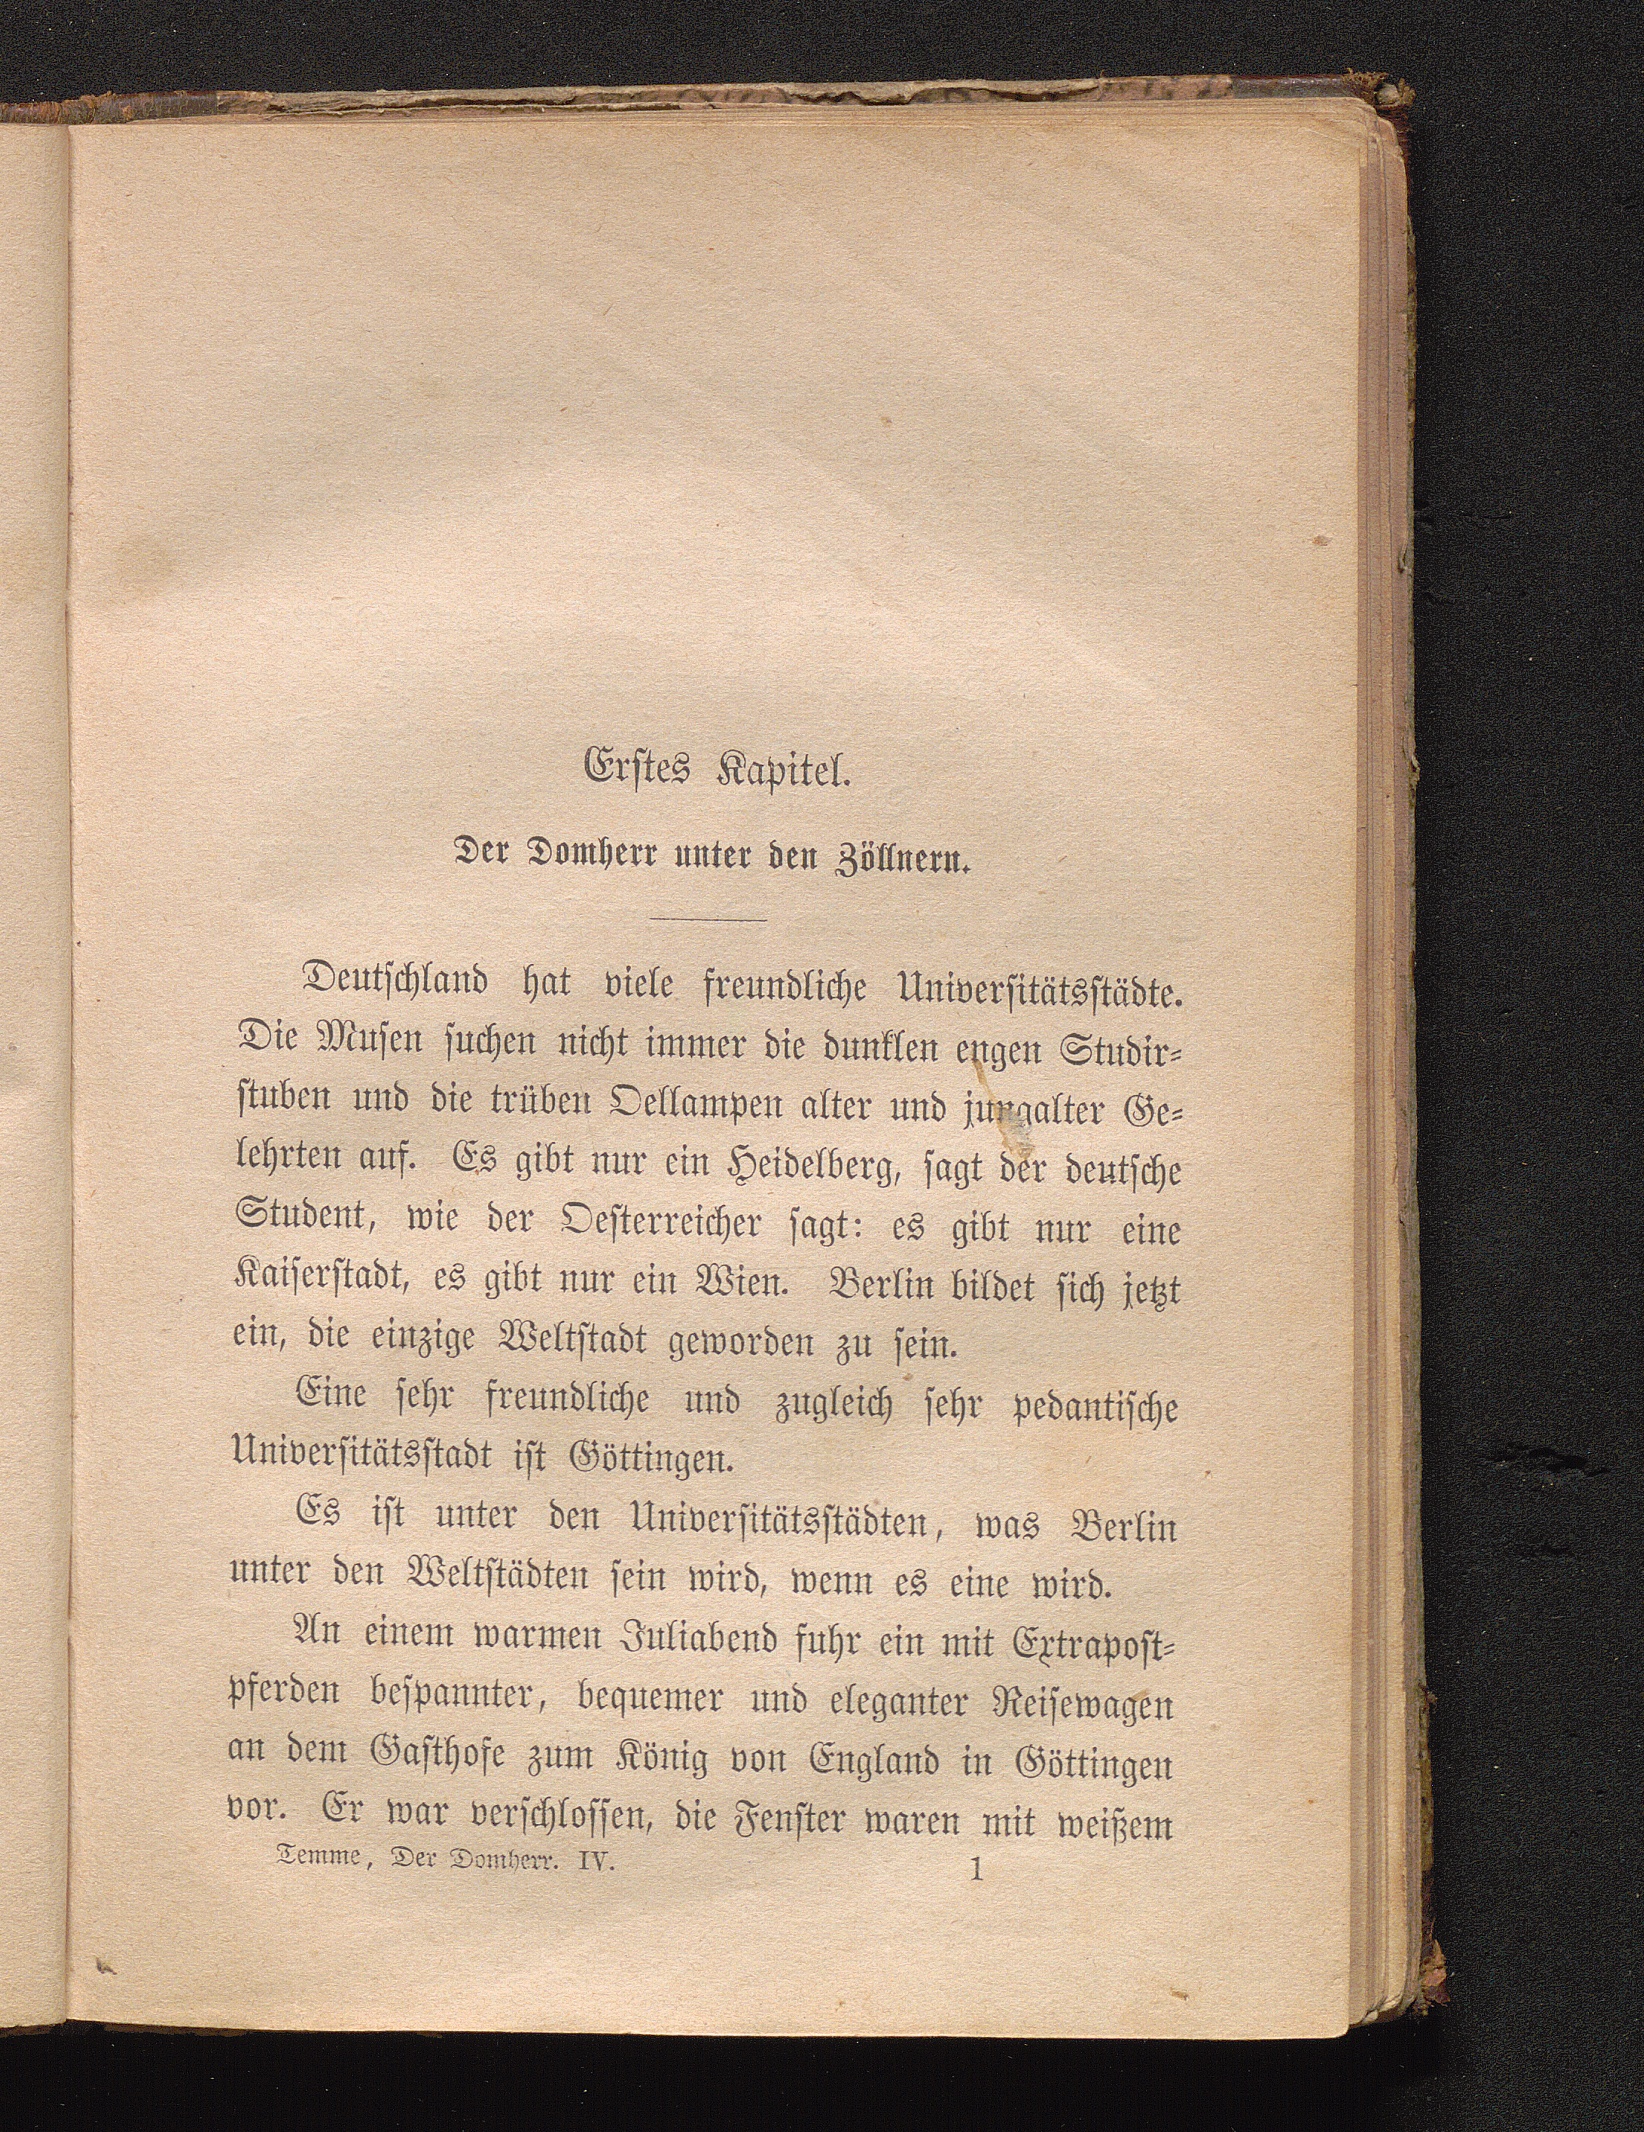 Erſtes Kapitel.
Der Domherr unter den Zöllnern.
Deutſchland hat viele freundliche Univerſitätsſtädte.
Die Muſen ſuchen nicht immer die dunklen engen Studir⸗
ſtuben und die trüben Oellampen alter und jungalter Ge⸗
lehrten auf. Es gibt nur ein Heidelberg, ſagt der deutſche
Student, wie der Oeſterreicher ſagt: es gibt nur eine
Kaiſerſtadt, es gibt nur ein Wien. Berlin bildet ſich jetzt
ein, die einzige Weltſtadt geworden zu ſein.
Eine ſehr freundliche und zugleich ſehr pedantiſche
Univerſitätsſtadt iſt Göttingen.
Es iſt unter den Univerſitätsſtädten, was Berlin
unter den Weltſtädten ſein wird, wenn es eine wird.
An einem warmen Juliabend fuhr ein mit Extrapoſt⸗
pferden beſpannter, bequemer und eleganter Reiſewagen
an dem Gaſthofe zum König von England in Göttingen
vor. Er war verſchloſſen, die Fenſter waren mit weißem
Temme, Der Domherr. IV. 1